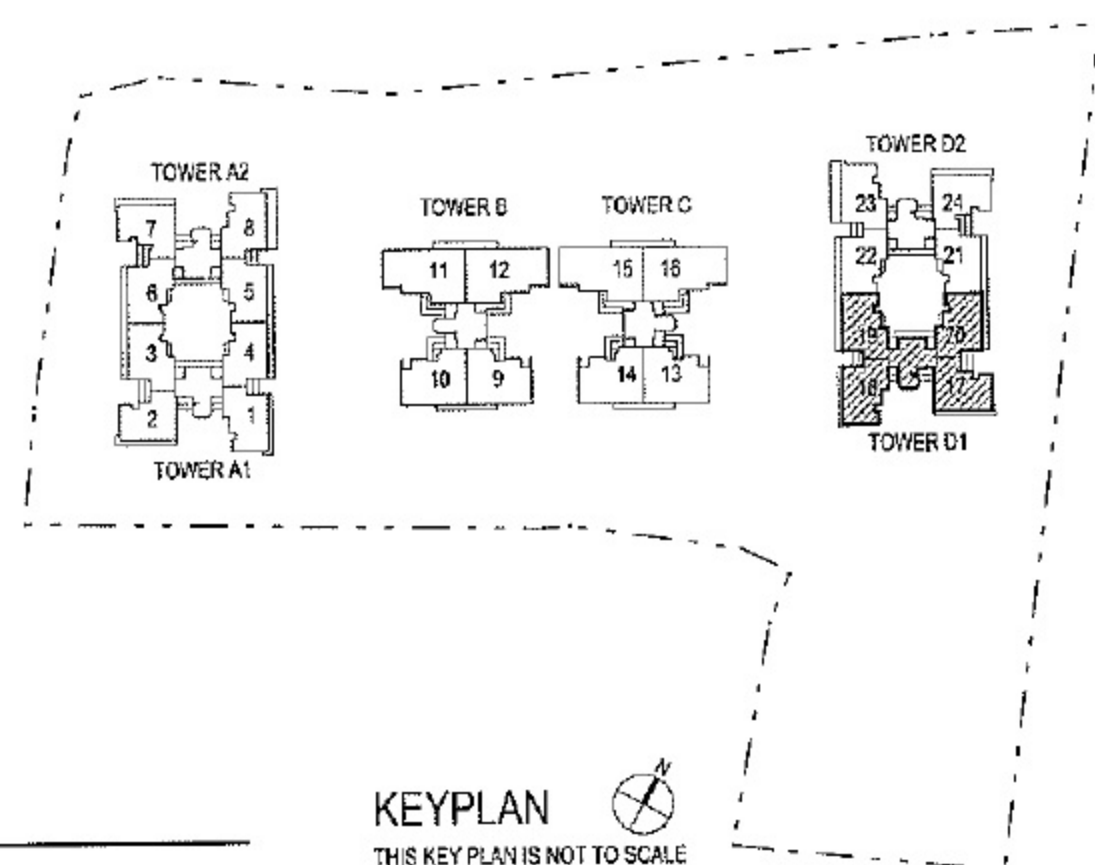 TOWER A2
7 8
6 5
3 4
2 1
TOWER A1
TOWER B
11 12
10 9
TOWER C
15 16
14 13
TOWER D2
23 24
22 21
19 20
18 17
TOWER D1
N
KEYPLAN
THIS KEY PLAN IS NOT TO SCALE